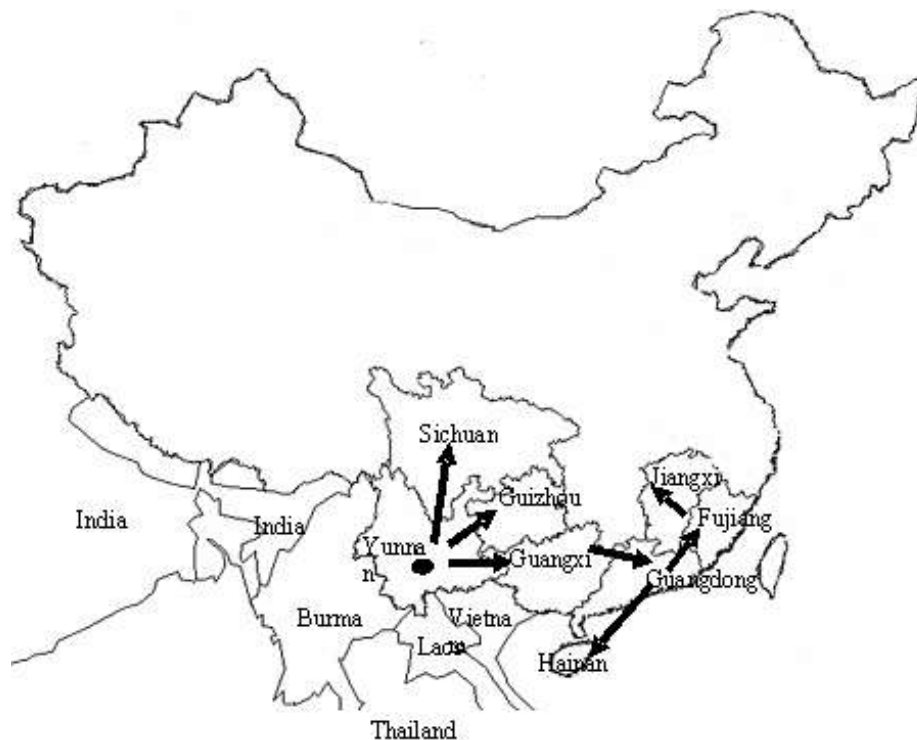 Sichuan
Jiangxi
Guizhou
Fujiang
India
India
Yunna
n
Guangxi
Guangdong
Burma
Vietna
m
Laos
Hainan
Thailand